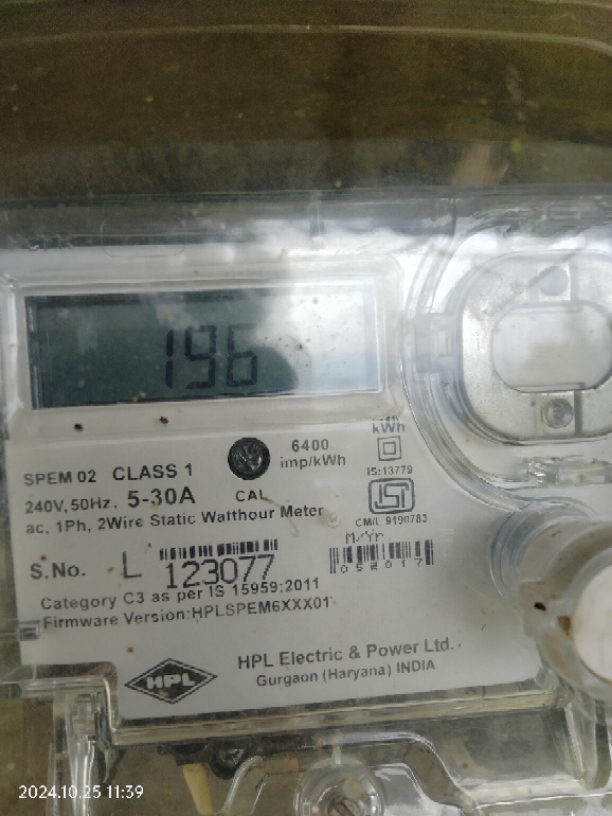 196
kWh
6400
imp/kWh
IS:13779
SPEM 02 CLASS 1
240V, 50Hz, 5-30A
CAL
ac, 1Ph, 2Wire Static Watthour Meter
CM/L 9190783
M/Yr
S.No. L 123077
052017
Category C3 as per IS 15959:2011
Firmware Version:HPLSPEM6XXX01
HPL
HPL Electric & Power Ltd.
Gurgaon (Haryana) INDIA
2024.10.25 11:39